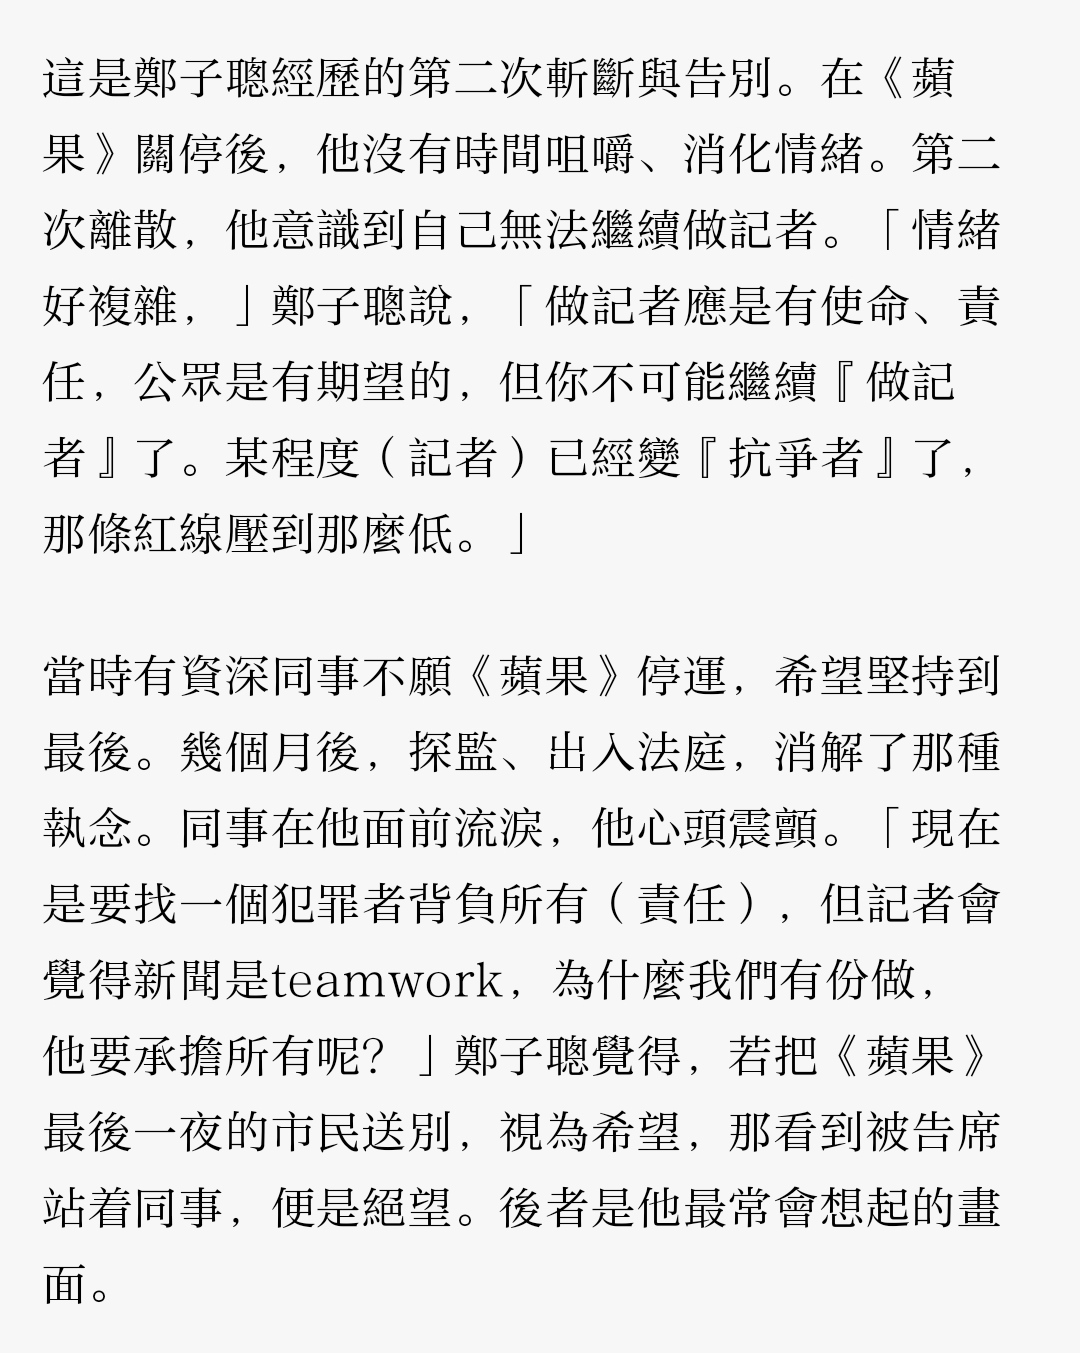 這是鄭子聰經歷的第二次斬斷與告別。在《蘋
果》關停後，他沒有時間咀嚼、消化情緒。第二
次離散，他意識到自己無法繼續做記者。「情緒
好複雜，」鄭子聰說，「做記者應是有使命、責
任，公眾是有期望的，但你不可能繼續『做記
者』了。某程度（記者）已經變『抗爭者』了，
那條紅線壓到那麼低。」
當時有資深同事不願《蘋果》停運，希望堅持到
最後。幾個月後，探監、出入法庭，消解了那種
執念。同事在他面前流淚，他心頭震顫。「現在
是要找一個犯罪者背負所有（責任），但記者會
覺得新聞是teamwork，為什麼我們有份做，
他要承擔所有呢？」鄭子聰覺得，若把《蘋果》
最後一夜的市民送別，視為希望，那看到被告席
站着同事，便是絕望。後者是他最常會想起的畫
面。